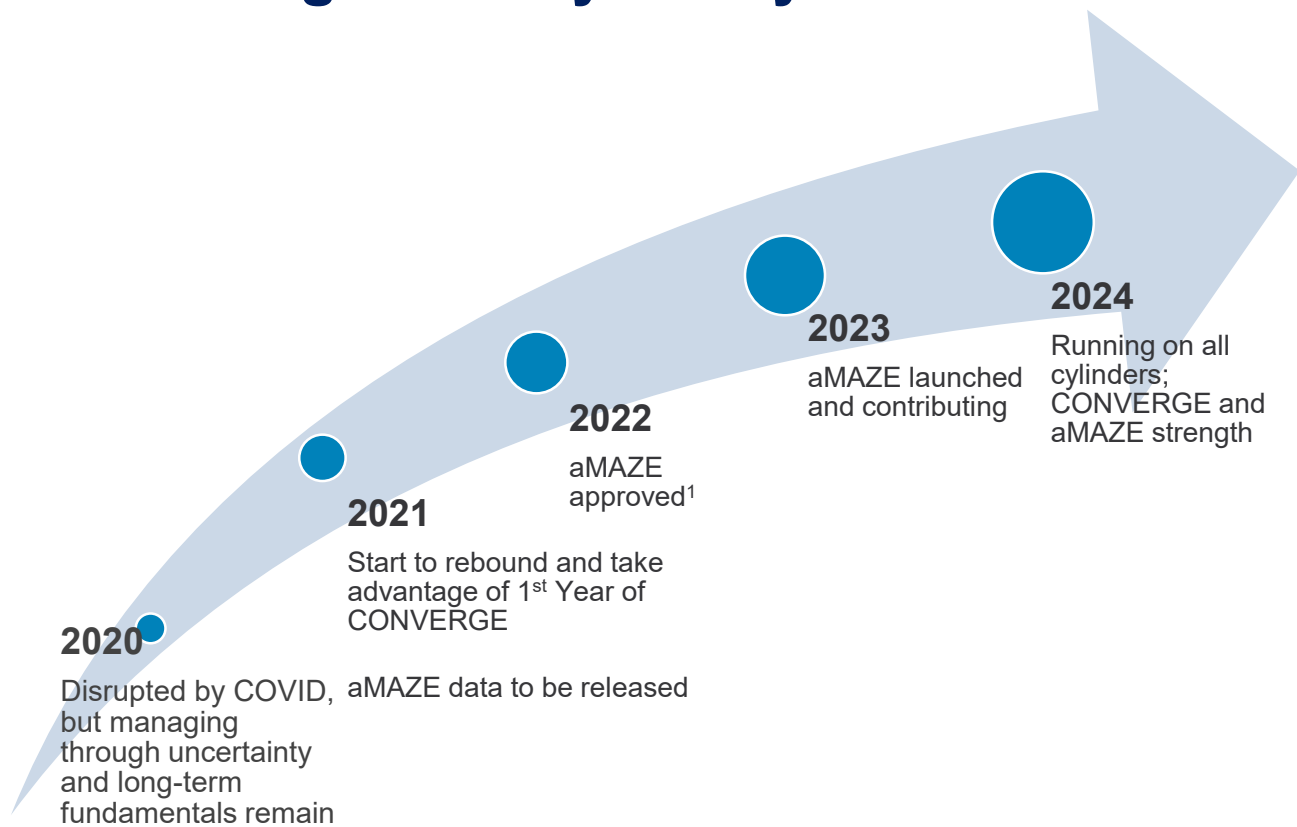 2020
Disrupted by COVID,
but managing
through uncertainty
and long-term
fundamentals remain
2021
Start to rebound and take
advantage of 1st Year of
CONVERGE
aMAZE data to be released
2022
aMAZE
approved1
2023
aMAZE launched
and contributing
2024
Running on all
cylinders;
CONVERGE and
aMAZE strength